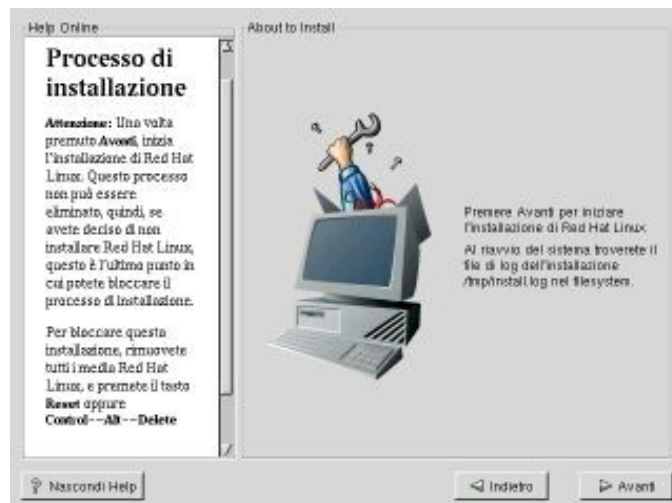 Help Online
Processo di
installazione
Attenzione: Una volta
premuto Avanti, inizia
l'installazione di Red Hat
Linux. Questo processo
non può essere
eliminato, quindi, se
avete deciso di non
installare Red Hat Linux,
questo è l'ultimo punto in
cui potete bloccare il
processo di installazione.
Per bloccare questa
installazione, rimuovete
tutti i media Red Hat
Linux, e premete il tasto
Reset oppure
Control--Alt--Delete
About to Install
Premere Avanti per iniziare
l'installazione di Red Hat Linux.
Al riavvio del sistema troverete il
file di log dell'installazione
/tmp/install.log nel filesystem.
Nascondi Help
Indietro
Avanti